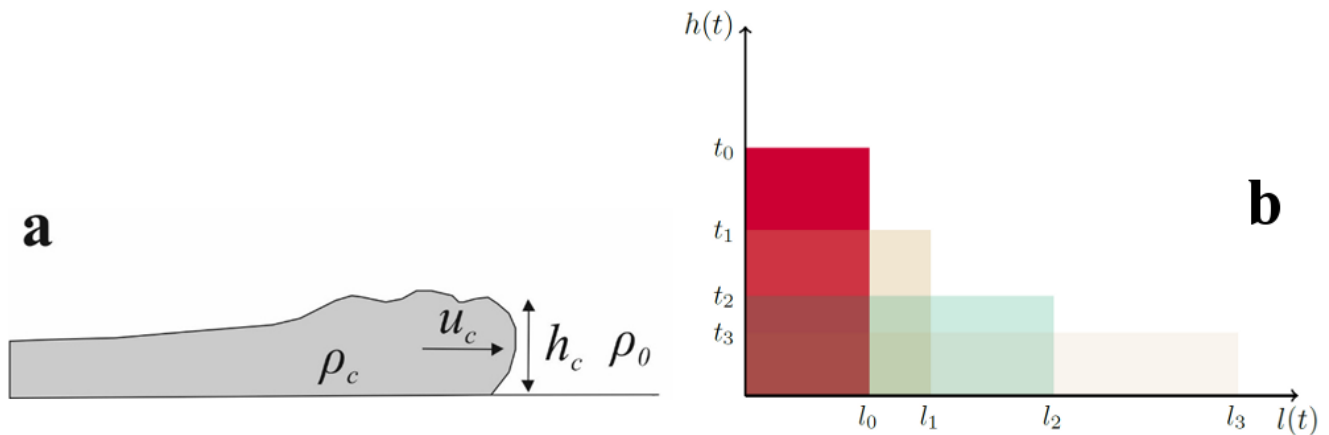 a
u_c
h_c ρ_0
ρ_c
h(t)
t_0
t_1
t_2
t_3
b
l_0 l_1 l_2 l_3 l(t)